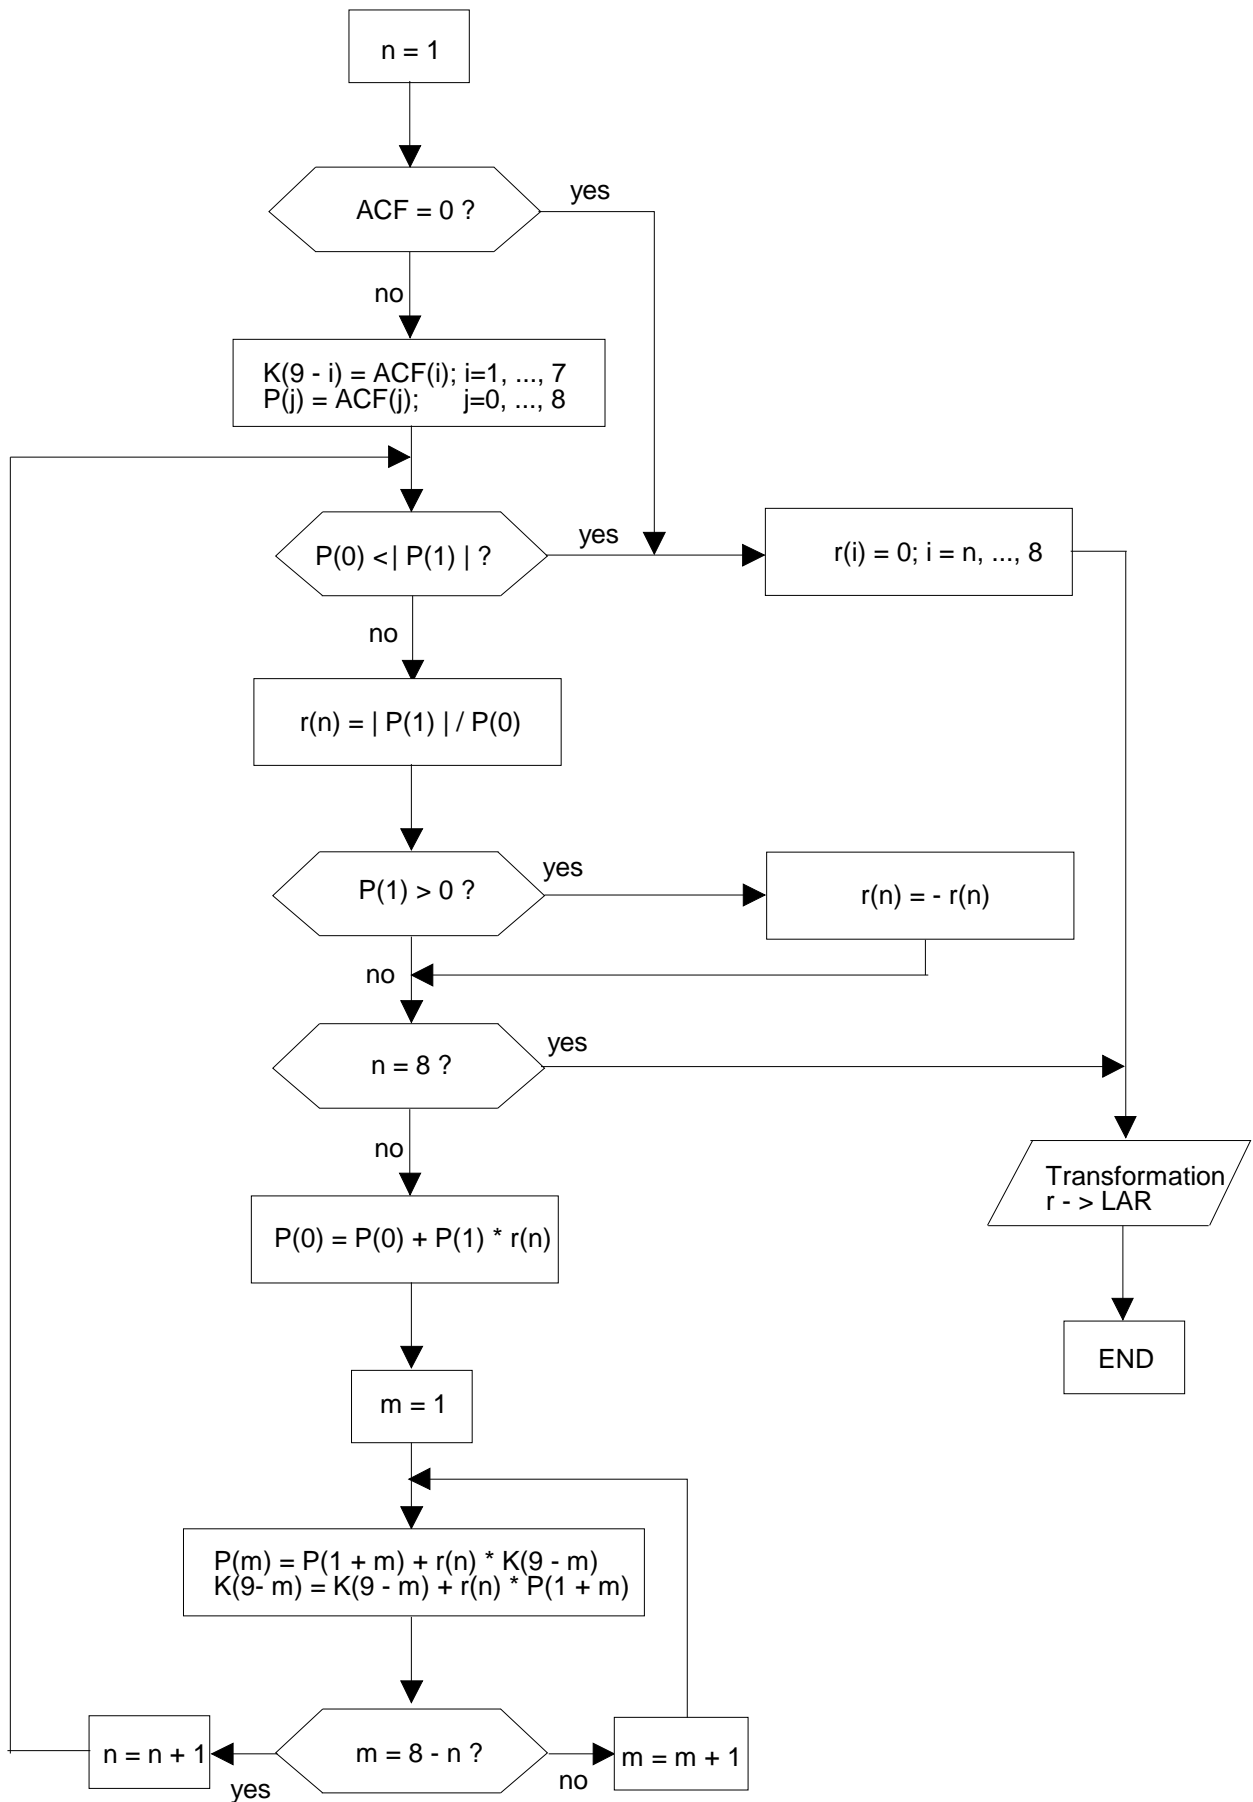 n = 1
ACF = 0 ?
yes
no
K(9 - i) = ACF(i); i=1, ..., 7
P(j) = ACF(j); j=0, ..., 8
P(0) <| P(1) | ?
yes
r(i) = 0; i = n, ..., 8
no
r(n) = | P(1) | / P(0)
P(1) > 0 ?
yes
r(n) = - r(n)
no
n = 8 ?
yes
no
Transformation
r - > LAR
P(0) = P(0) + P(1) * r(n)
END
m = 1
P(m) = P(1 + m) + r(n) * K(9 - m)
K(9- m) = K(9 - m) + r(n) * P(1 + m)
n = n + 1
yes
m = 8 - n ?
no
m = m + 1